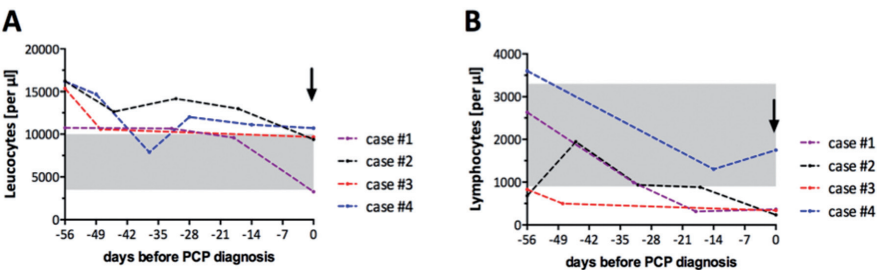 A
Leucocytes [per µl]
20000
15000
10000
5000
0
-56 -49 -42 -35 -28 -21 -14 -7 0
days before PCP diagnosis
case #1
case #2
case #3
case #4
B
Lymphocytes [per µl]
4000
3000
2000
1000
0
-56 -49 -42 -35 -28 -21 -14 -7 0
days before PCP diagnosis
case #1
case #2
case #3
case #4